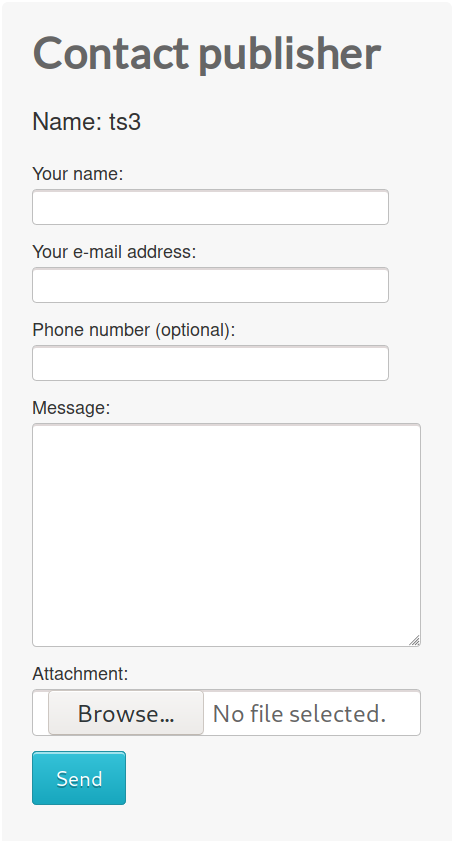 Contact publisher
Name: ts3
Your name:
Your e-mail address:
Phone number (optional):
Message:
Attachment:
Browse... No file selected.
Send